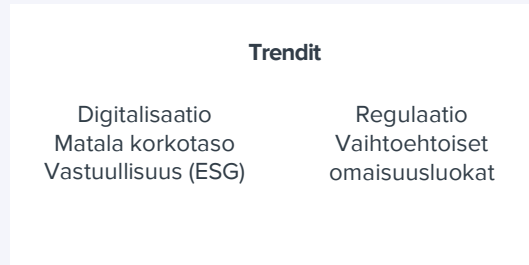 Trendit
Digitalisaatio
Matala korkotaso
Vastuullisuus (ESG)
Regulaatio
Vaihtoehtoiset
omaisuusluokat